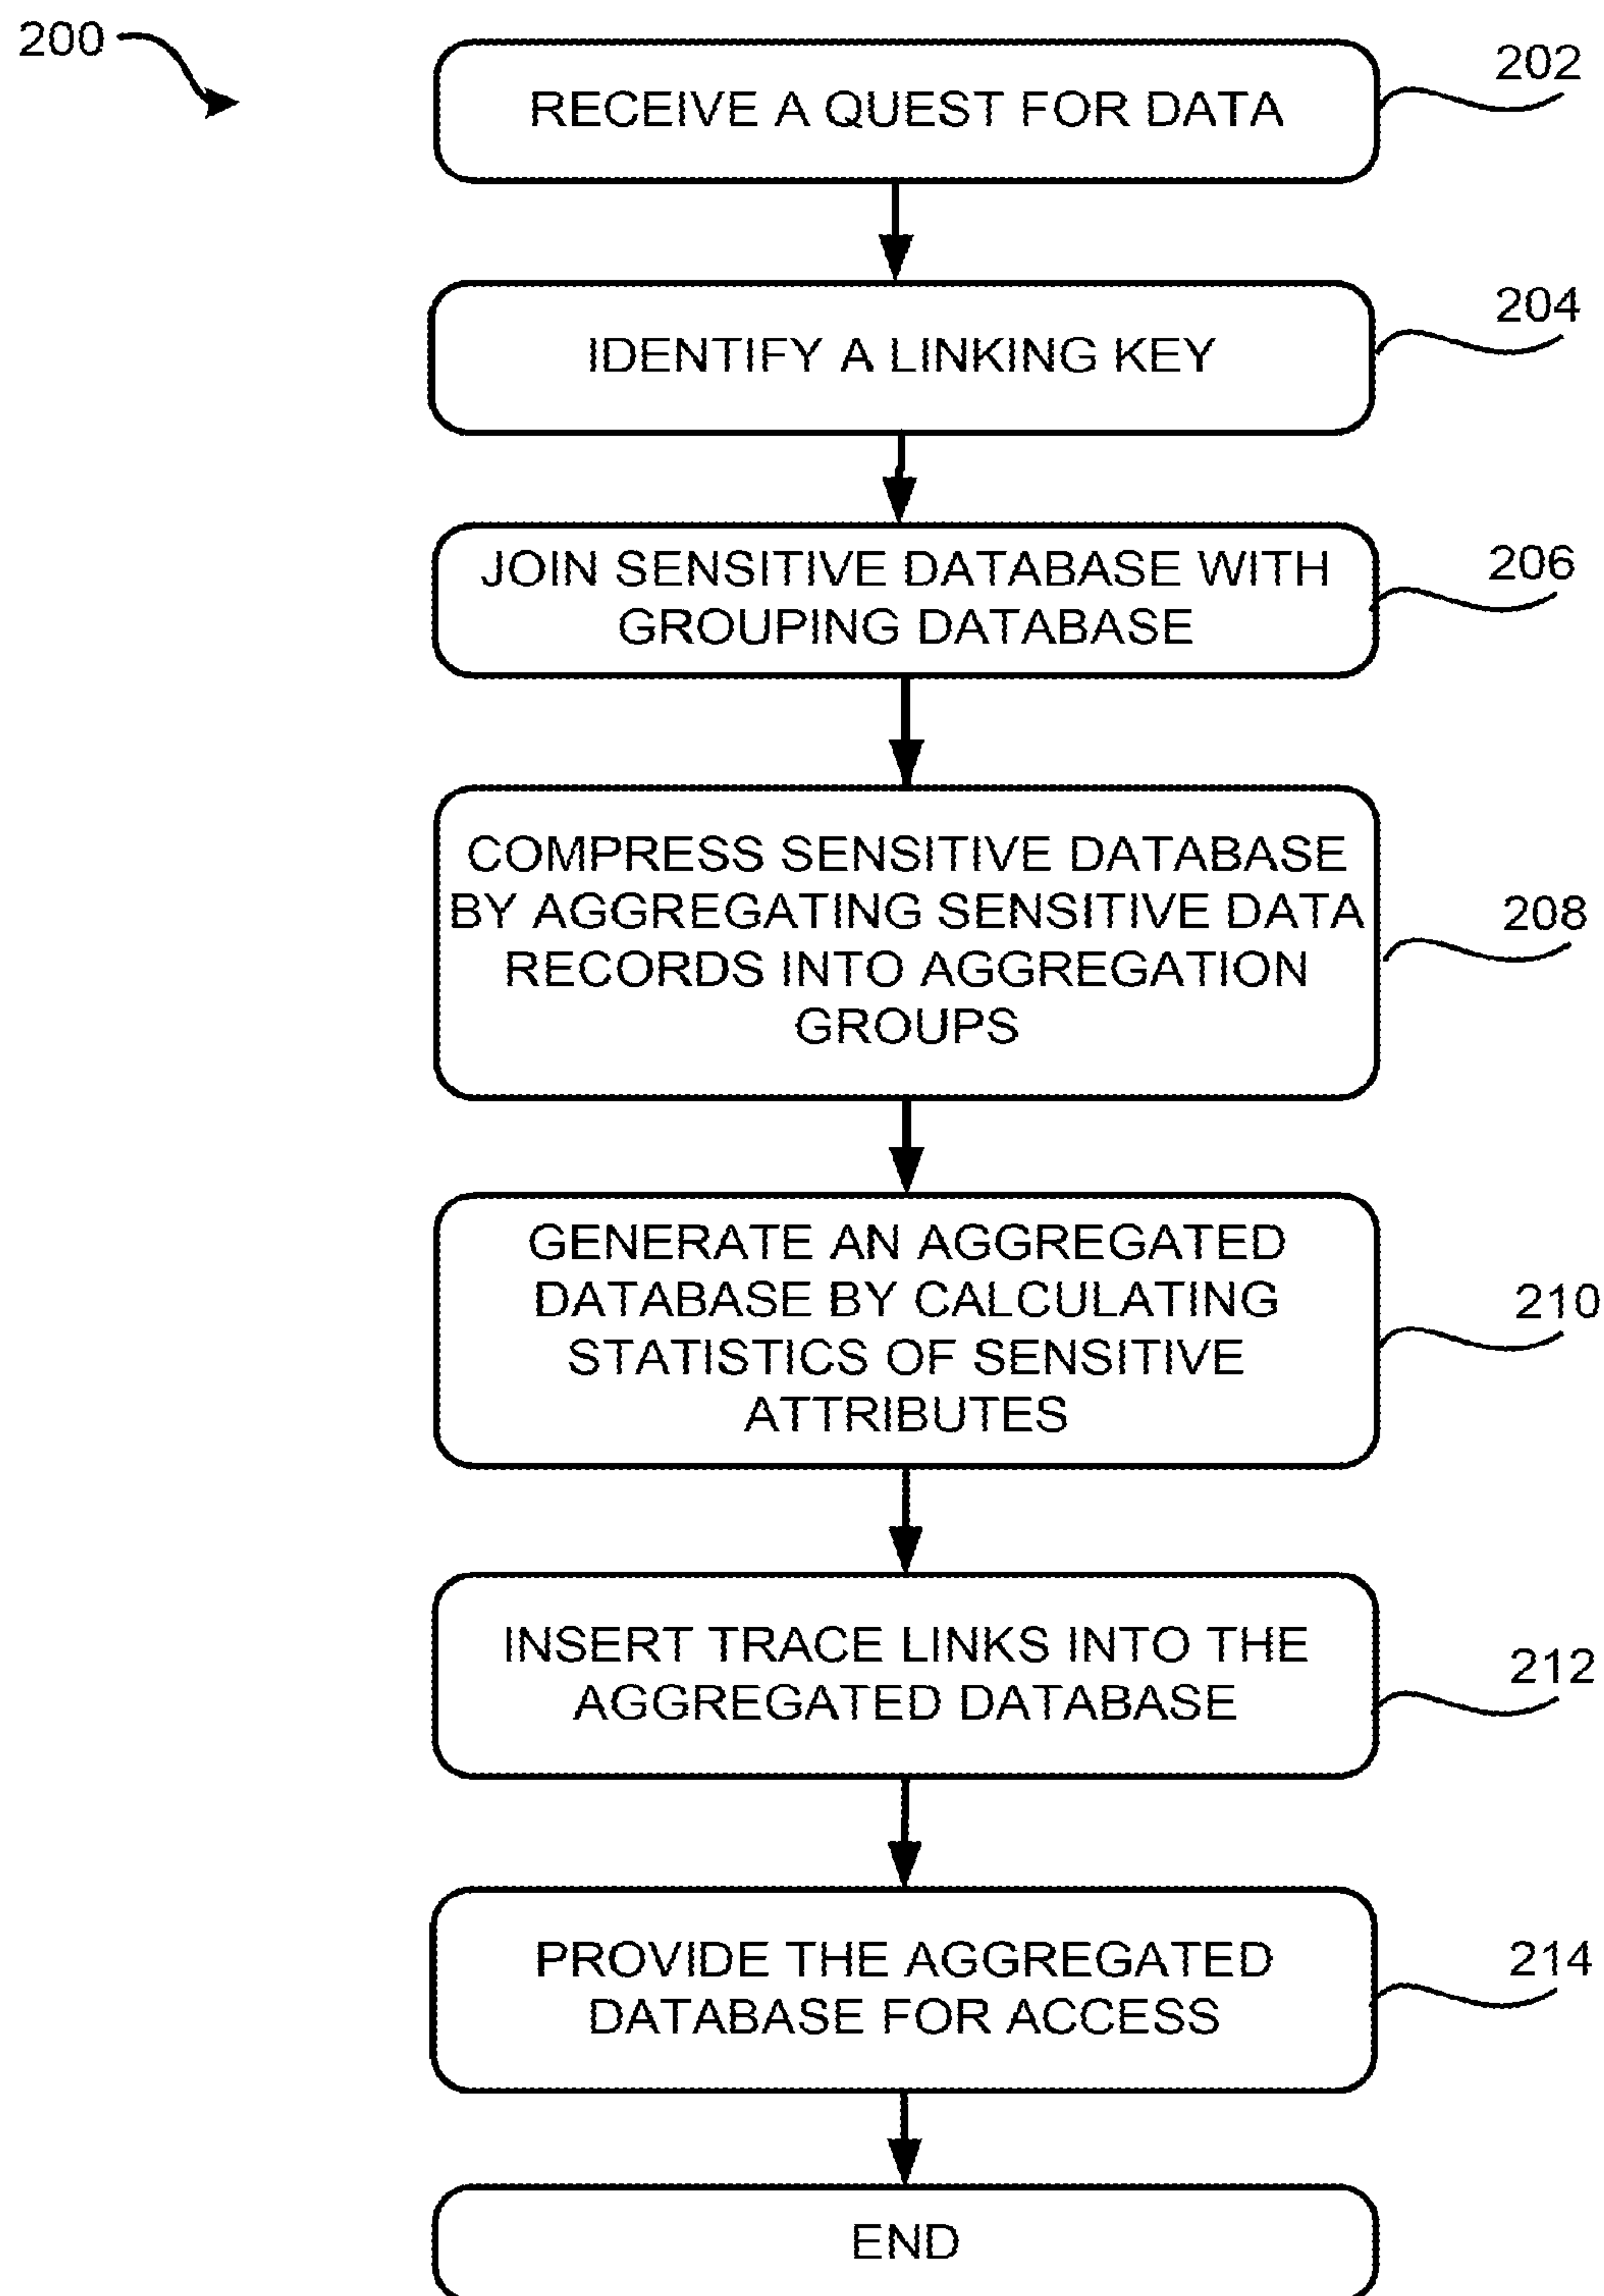 200
RECEIVE A QUEST FOR DATA
202
IDENTIFY A LINKING KEY
204
JOIN SENSITIVE DATABASE WITH
GROUPING DATABASE
206
COMPRESS SENSITIVE DATABASE
BY AGGREGATING SENSITIVE DATA
RECORDS INTO AGGREGATION
GROUPS
208
GENERATE AN AGGREGATED
DATABASE BY CALCULATING
STATISTICS OF SENSITIVE
ATTRIBUTES
210
INSERT TRACE LINKS INTO THE
AGGREGATED DATABASE
212
PROVIDE THE AGGREGATED
DATABASE FOR ACCESS
214
END